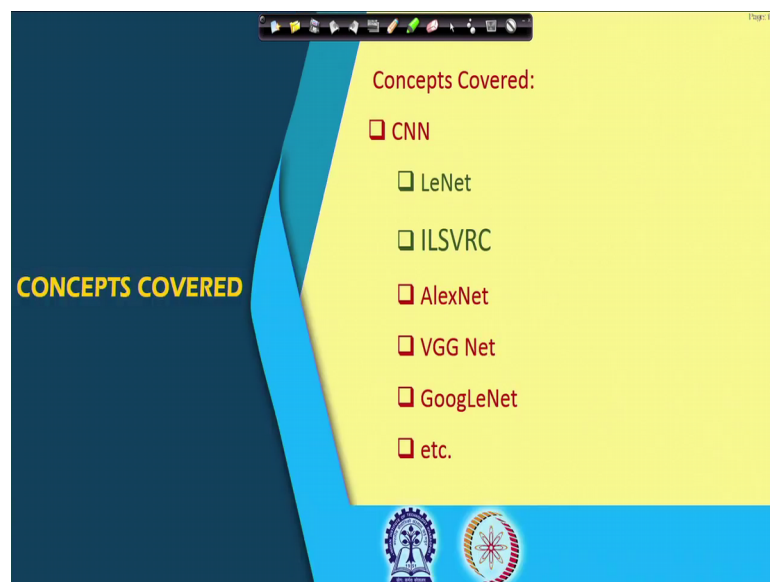 CONCEPTS COVERED
Concepts Covered:
CNN
LeNet
ILSVRC
AlexNet
VGG Net
GoogLeNet
etc.